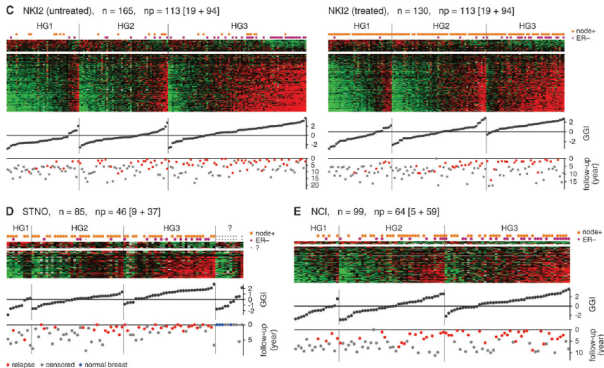 C NKI2 (untreated), n = 165, np = 113 [19 + 94]
HG1 HG2 HG3
node+
ER−
2
0
−2
GGI
0
5
10
15
20
follow-up (year)
NKI2 (treated) n = 130, np = 113 [19 + 94]
HG1 HG2 HG3
node+
ER−
2
0
−2
GGI
0
5
10
15
follow-up (year)
D STNO, n = 85, np = 46 [9 + 37]
HG1 HG2 HG3 ?
node+
ER−
?
2
1
0
−1
−2
GGI
0
5
follow-up (year)
relapse censored normal breast
E NCI, n = 99, np = 64 [5 + 59]
HG1 HG2 HG3
node+
ER−
2
0
−2
GGI
0
5
10
follow-up (year)